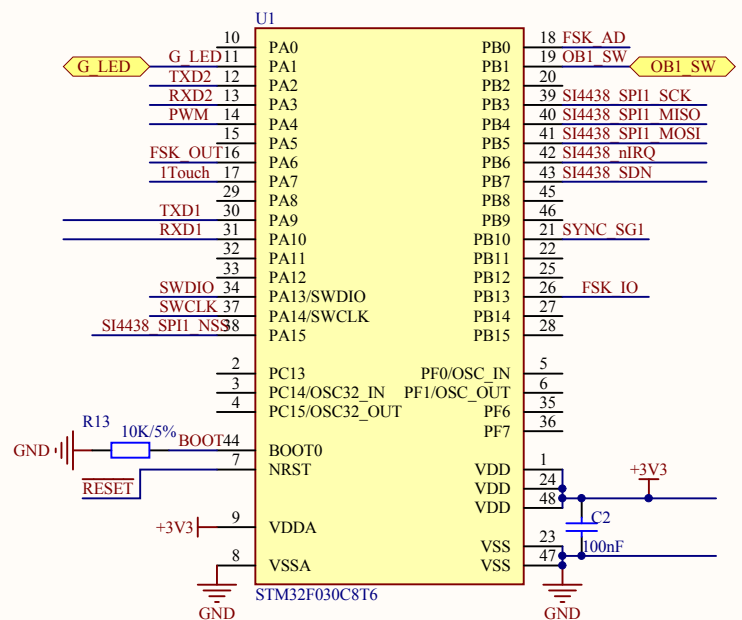 U1
10 PA0 PB0 18 FSK_AD
G_LED G_LED 11 PA1 PB1 19 OB1_SW OB1_SW
TXD2 12 PA2 PB2 20
RXD2 13 PA3 PB3 39 SI4438_SPI1_SCK
PWM 14 PA4 PB4 40 SI4438_SPI1_MISO
15 PA5 PB5 41 SI4438_SPI1_MOSI
FSK_OUT 16 PA6 PB6 42 SI4438_nIRQ
1Touch 17 PA7 PB7 43 SI4438_SDN
29 PA8 PB8 45
TXD1 30 PA9 PB9 46
RXD1 31 PA10 PB10 21 SYNC_SG1
32 PA11 PB11 22
33 PA12 PB12 25
SWDIO 34 PA13/SWDIO PB13 26 FSK_IO
SWCLK 37 PA14/SWCLK PB14 27
SI4438_SPI1_NSS 38 PA15 PB15 28
2 PC13 PF0/OSC_IN 5
3 PC14/OSC32_IN PF1/OSC_OUT 6
4 PC15/OSC32_OUT PF6 35
PF7 36
R13
10K/5%
GND BOOT 44 BOOT0
7 NRST VDD 1
RESET VDD 24
+3V3
VDD 48
+3V3 9 VDDA
C2
100nF
VSS 23
8 VSSA VSS 47
GND GND
STM32F030C8T6